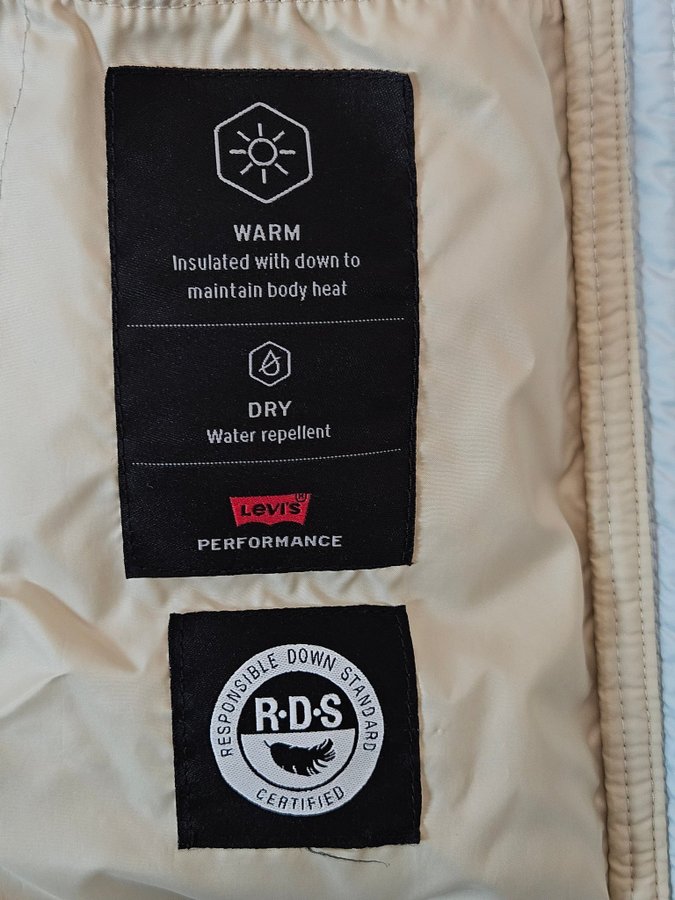 WARM
Insulated with down to
maintain body heat
DRY
Water repellent
Levi's®
PERFORMANCE
RESPONSIBLE DOWN STANDARD
R·D·S
CERTIFIED